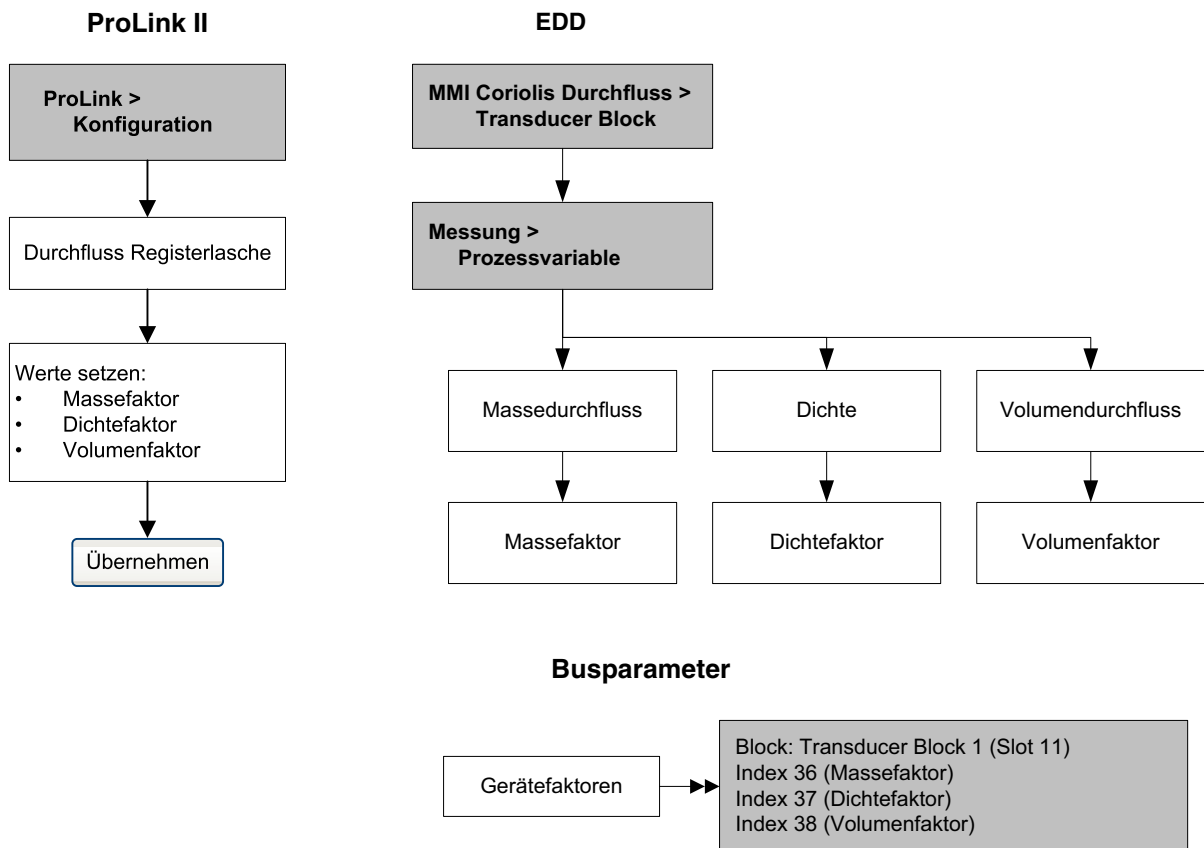 ProLink II
ProLink >
Konfiguration
Durchfluss Registerlasche
Werte setzen:
• Massefaktor
• Dichtefaktor
• Volumenfaktor
Übernehmen
EDD
MMI Coriolis Durchfluss >
Transducer Block
Messung >
Prozessvariable
Massedurchfluss
Dichte
Volumendurchfluss
Massefaktor
Dichtefaktor
Volumenfaktor
Busparameter
Gerätefaktoren
Block: Transducer Block 1 (Slot 11)
Index 36 (Massefaktor)
Index 37 (Dichtefaktor)
Index 38 (Volumenfaktor)